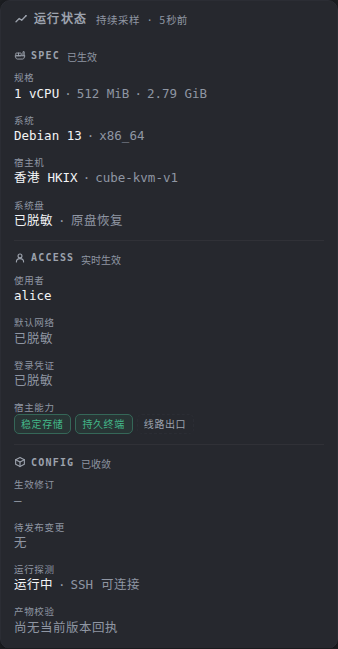 运行状态 持续采样 · 5秒前
SPEC 已生效
规格
1 vCPU · 512 MiB · 2.79 GiB
系统
Debian 13 · x86_64
宿主机
香港 HKIX · cube-kvm-v1
系统盘
已脱敏 · 原盘恢复
ACCESS 实时生效
使用者
alice
默认网络
已脱敏
登录凭证
已脱敏
宿主能力
稳定存储 持久终端 线路出口
CONFIG 已收敛
生效修订
—
待发布变更
无
运行探测
运行中 · SSH 可连接
产物校验
尚无当前版本回执